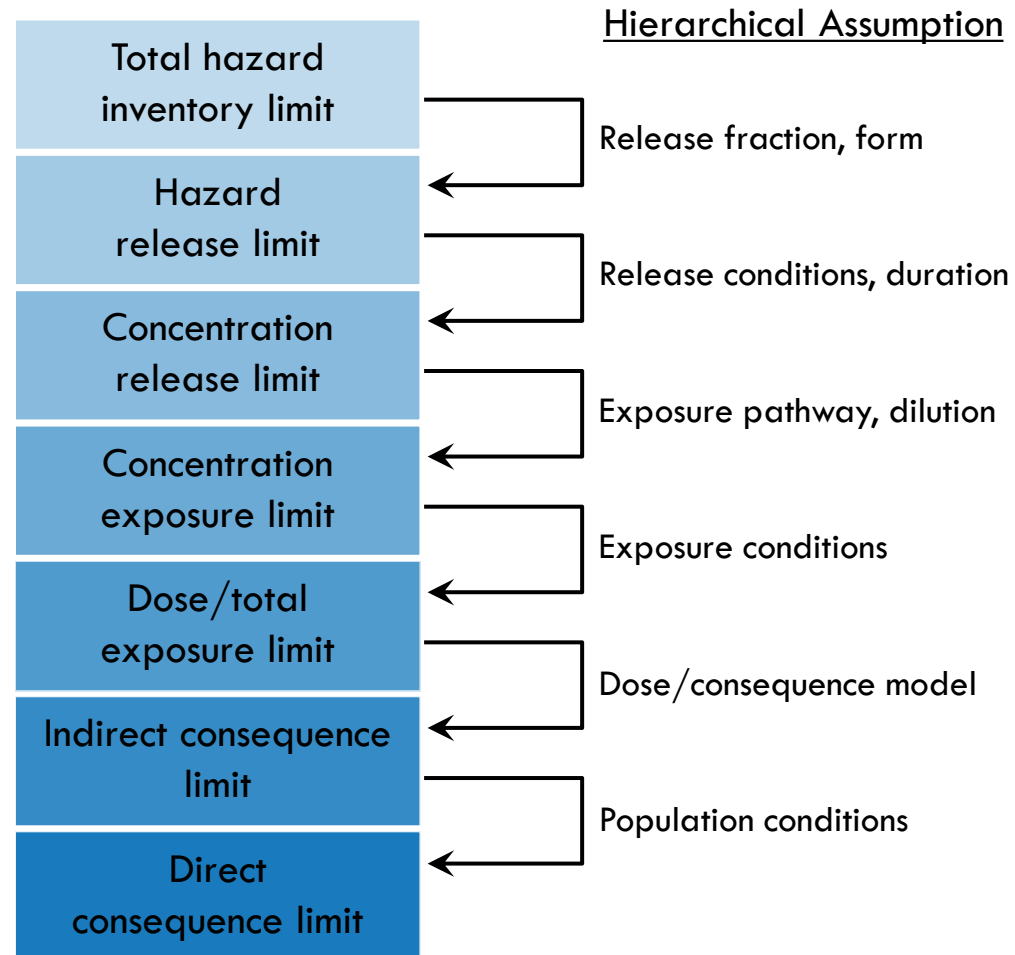 Hierarchical Assumption
Total hazard
inventory limit
Release fraction, form
Hazard
release limit
Release conditions, duration
Concentration
release limit
Exposure pathway, dilution
Concentration
exposure limit
Exposure conditions
Dose/total
exposure limit
Dose/consequence model
Indirect consequence
limit
Population conditions
Direct
consequence limit